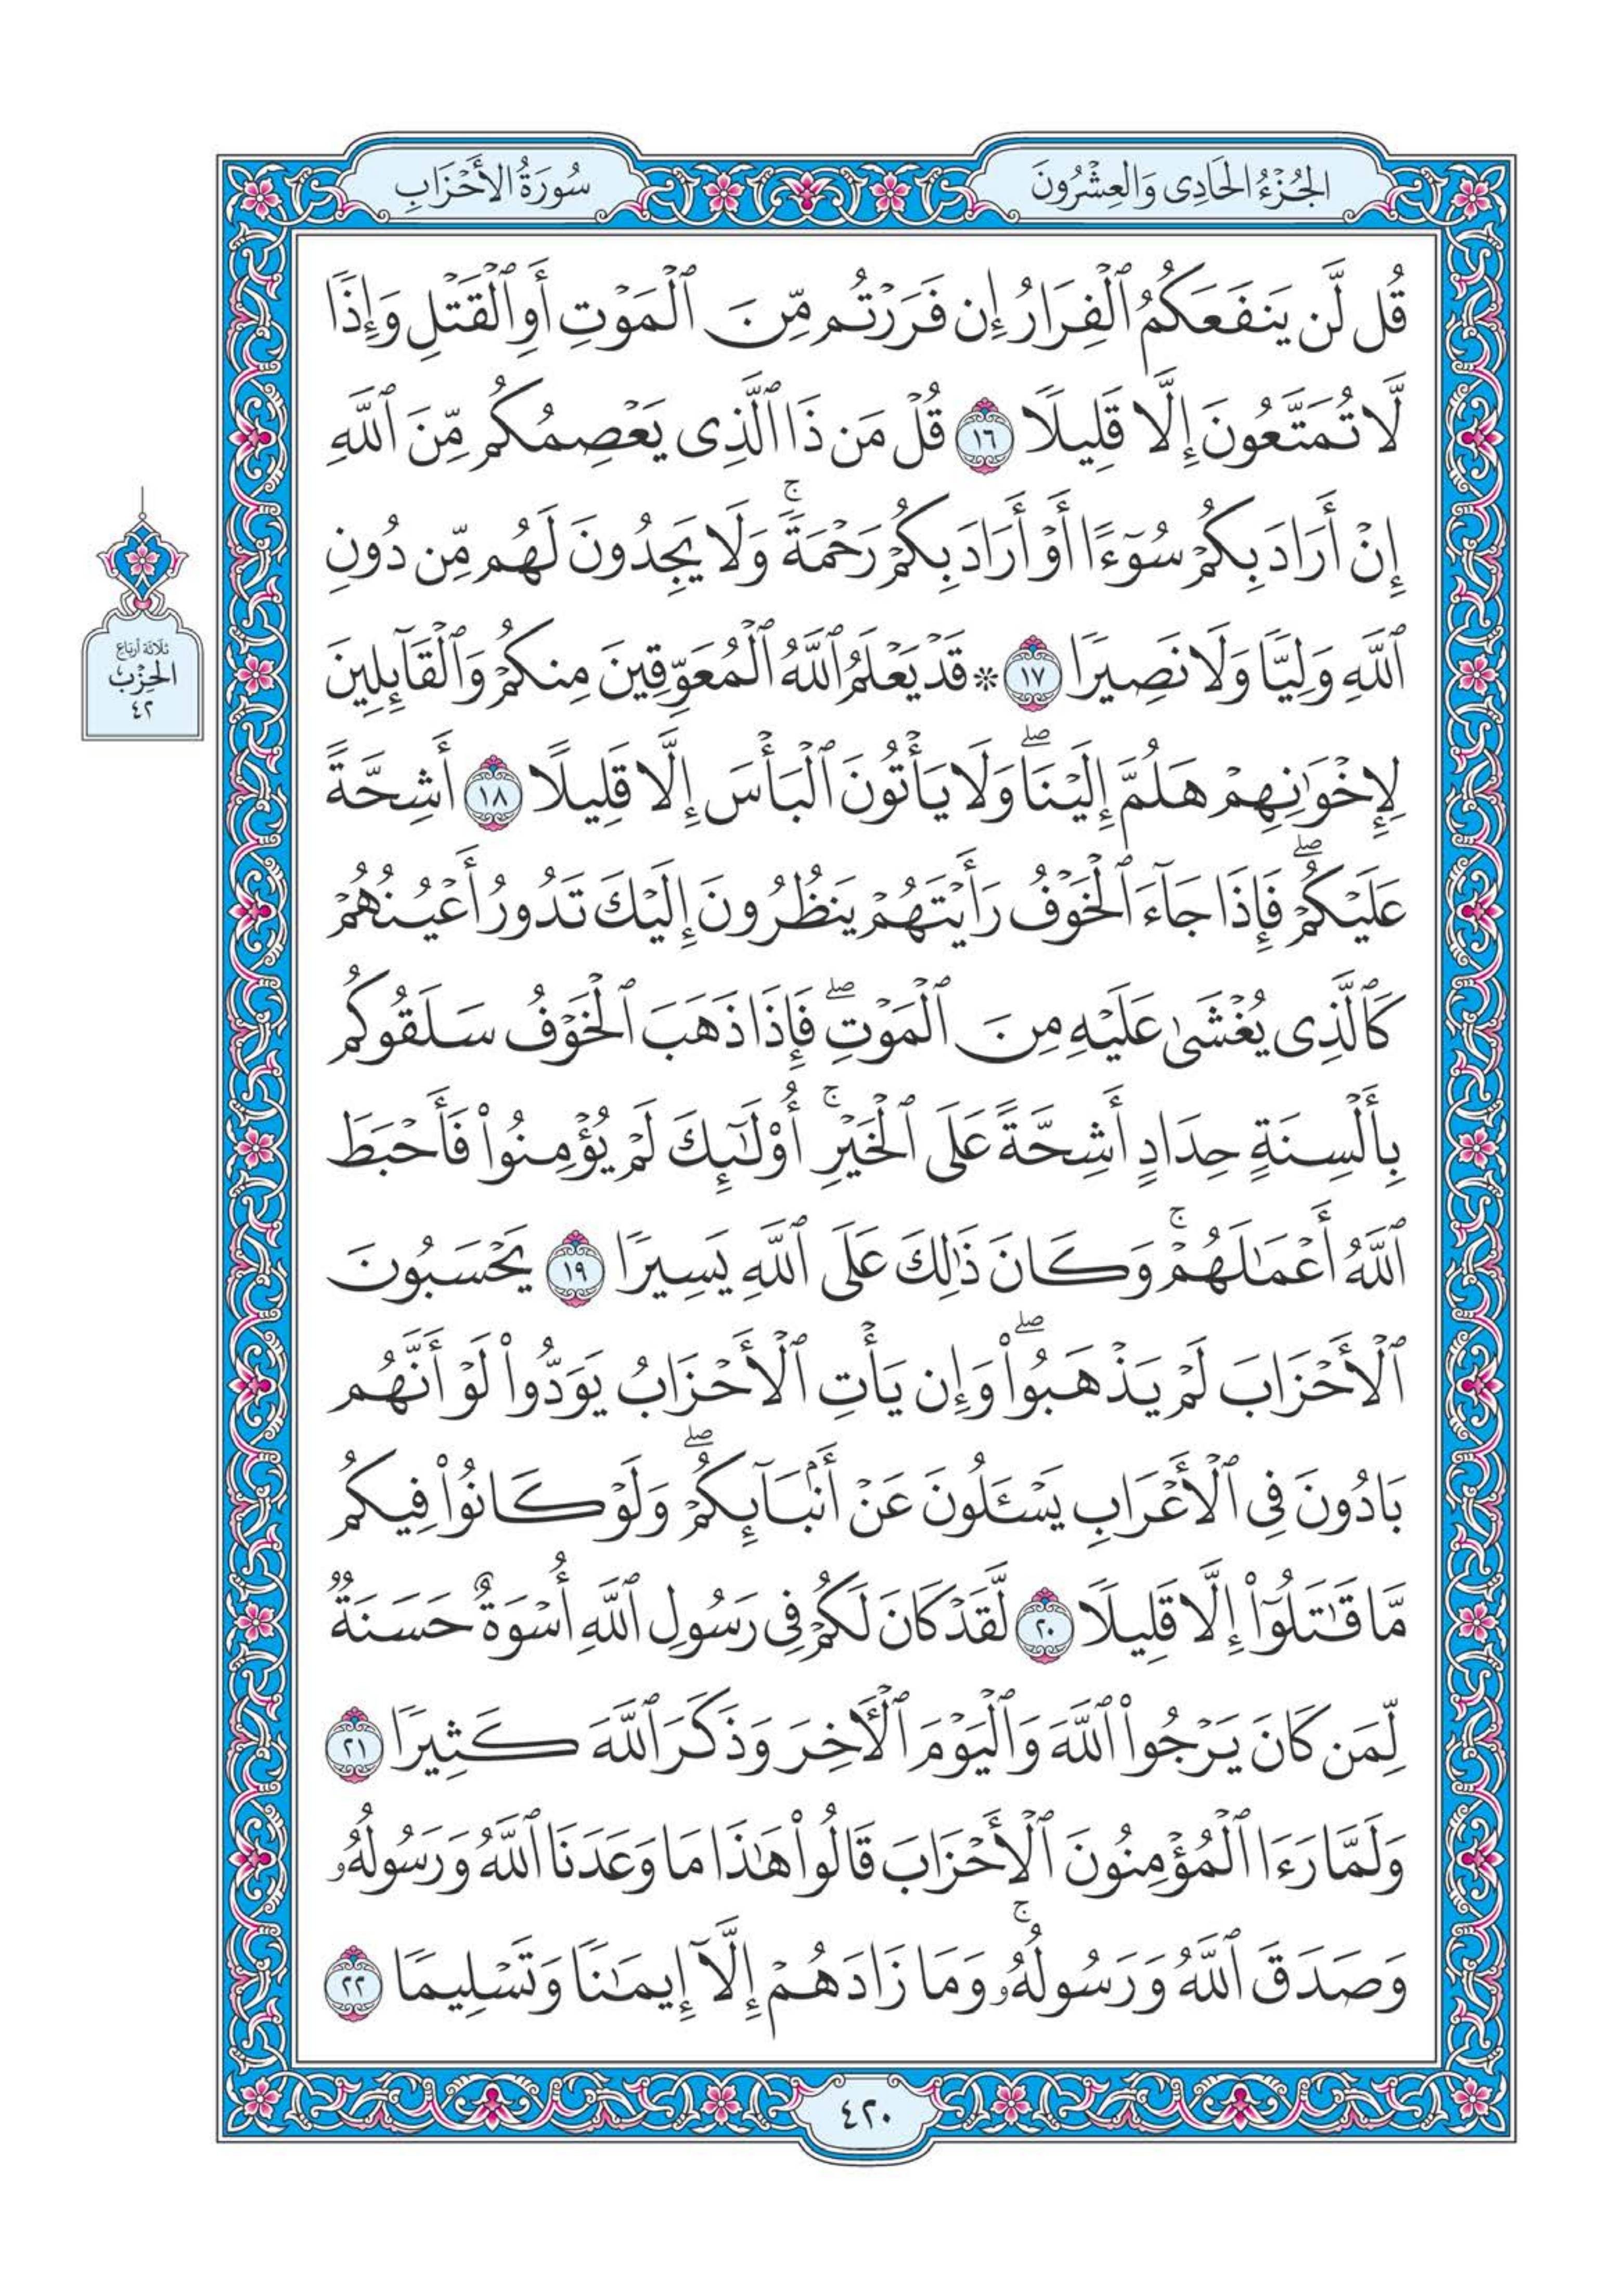 الجُزْءُ الحَادِى وَالعِشْرُونَ
سُورَةُ الأَحْزَابِ
قُل لَّن يَنفَعَكُمُ ٱلْفِرَارُ إِن فَرَرْتُم مِّنَ ٱلْمَوْتِ أَوِ ٱلْقَتْلِ وَإِذًا
لَّا تُمَتَّعُونَ إِلَّا قَلِيلًا ١٦ قُلْ مَن ذَا ٱلَّذِى يَعْصِمُكُم مِّنَ ٱللَّهِ
إِنْ أَرَادَ بِكُمْ سُوٓءًا أَوْ أَرَادَ بِكُمْ رَحْمَةً ۚ وَلَا يَجِدُونَ لَهُم مِّن دُونِ
ٱللَّهِ وَلِيًّا وَلَا نَصِيرًا ١٧ * قَدْ يَعْلَمُ ٱللَّهُ ٱلْمُعَوِّقِينَ مِنكُمْ وَٱلْقَآئِلِينَ
ثلاثة أرباع
الحِزْبُ
٤٢
لِإِخْوَٰنِهِمْ هَلُمَّ إِلَيْنَا ۖ وَلَا يَأْتُونَ ٱلْبَأْسَ إِلَّا قَلِيلًا ١٨ أَشِحَّةً
عَلَيْكُمْ ۖ فَإِذَا جَآءَ ٱلْخَوْفُ رَأَيْتَهُمْ يَنظُرُونَ إِلَيْكَ تَدُورُ أَعْيُنُهُمْ
كَٱلَّذِى يُغْشَىٰ عَلَيْهِ مِنَ ٱلْمَوْتِ ۖ فَإِذَا ذَهَبَ ٱلْخَوْفُ سَلَقُوكُم
بِأَلْسِنَةٍ حِدَادٍ أَشِحَّةً عَلَى ٱلْخَيْرِ ۚ أُوْلَٰٓئِكَ لَمْ يُؤْمِنُوا۟ فَأَحْبَطَ
ٱللَّهُ أَعْمَٰلَهُمْ ۚ وَكَانَ ذَٰلِكَ عَلَى ٱللَّهِ يَسِيرًا ١٩ يَحْسَبُونَ
ٱلْأَحْزَابَ لَمْ يَذْهَبُوا۟ ۖ وَإِن يَأْتِ ٱلْأَحْزَابُ يَوَدُّوا۟ لَوْ أَنَّهُم
بَادُونَ فِى ٱلْأَعْرَابِ يَسْـَٔلُونَ عَنْ أَنۢبَآئِكُمْ ۖ وَلَوْ كَانُوا۟ فِيكُم
مَّا قَٰتَلُوٓا۟ إِلَّا قَلِيلًا ٢٠ لَّقَدْ كَانَ لَكُمْ فِى رَسُولِ ٱللَّهِ أُسْوَةٌ حَسَنَةٌ
لِّمَن كَانَ يَرْجُوا۟ ٱللَّهَ وَٱلْيَوْمَ ٱلْأَخِرَ وَذَكَرَ ٱللَّهَ كَثِيرًا ٢١
وَلَمَّا رَءَا ٱلْمُؤْمِنُونَ ٱلْأَحْزَابَ قَالُوا۟ هَٰذَا مَا وَعَدَنَا ٱللَّهُ وَرَسُولُهُۥ
وَصَدَقَ ٱللَّهُ وَرَسُولُهُۥ ۚ وَمَا زَادَهُمْ إِلَّآ إِيمَٰنًا وَتَسْلِيمًا ٢٢
٤٢٠